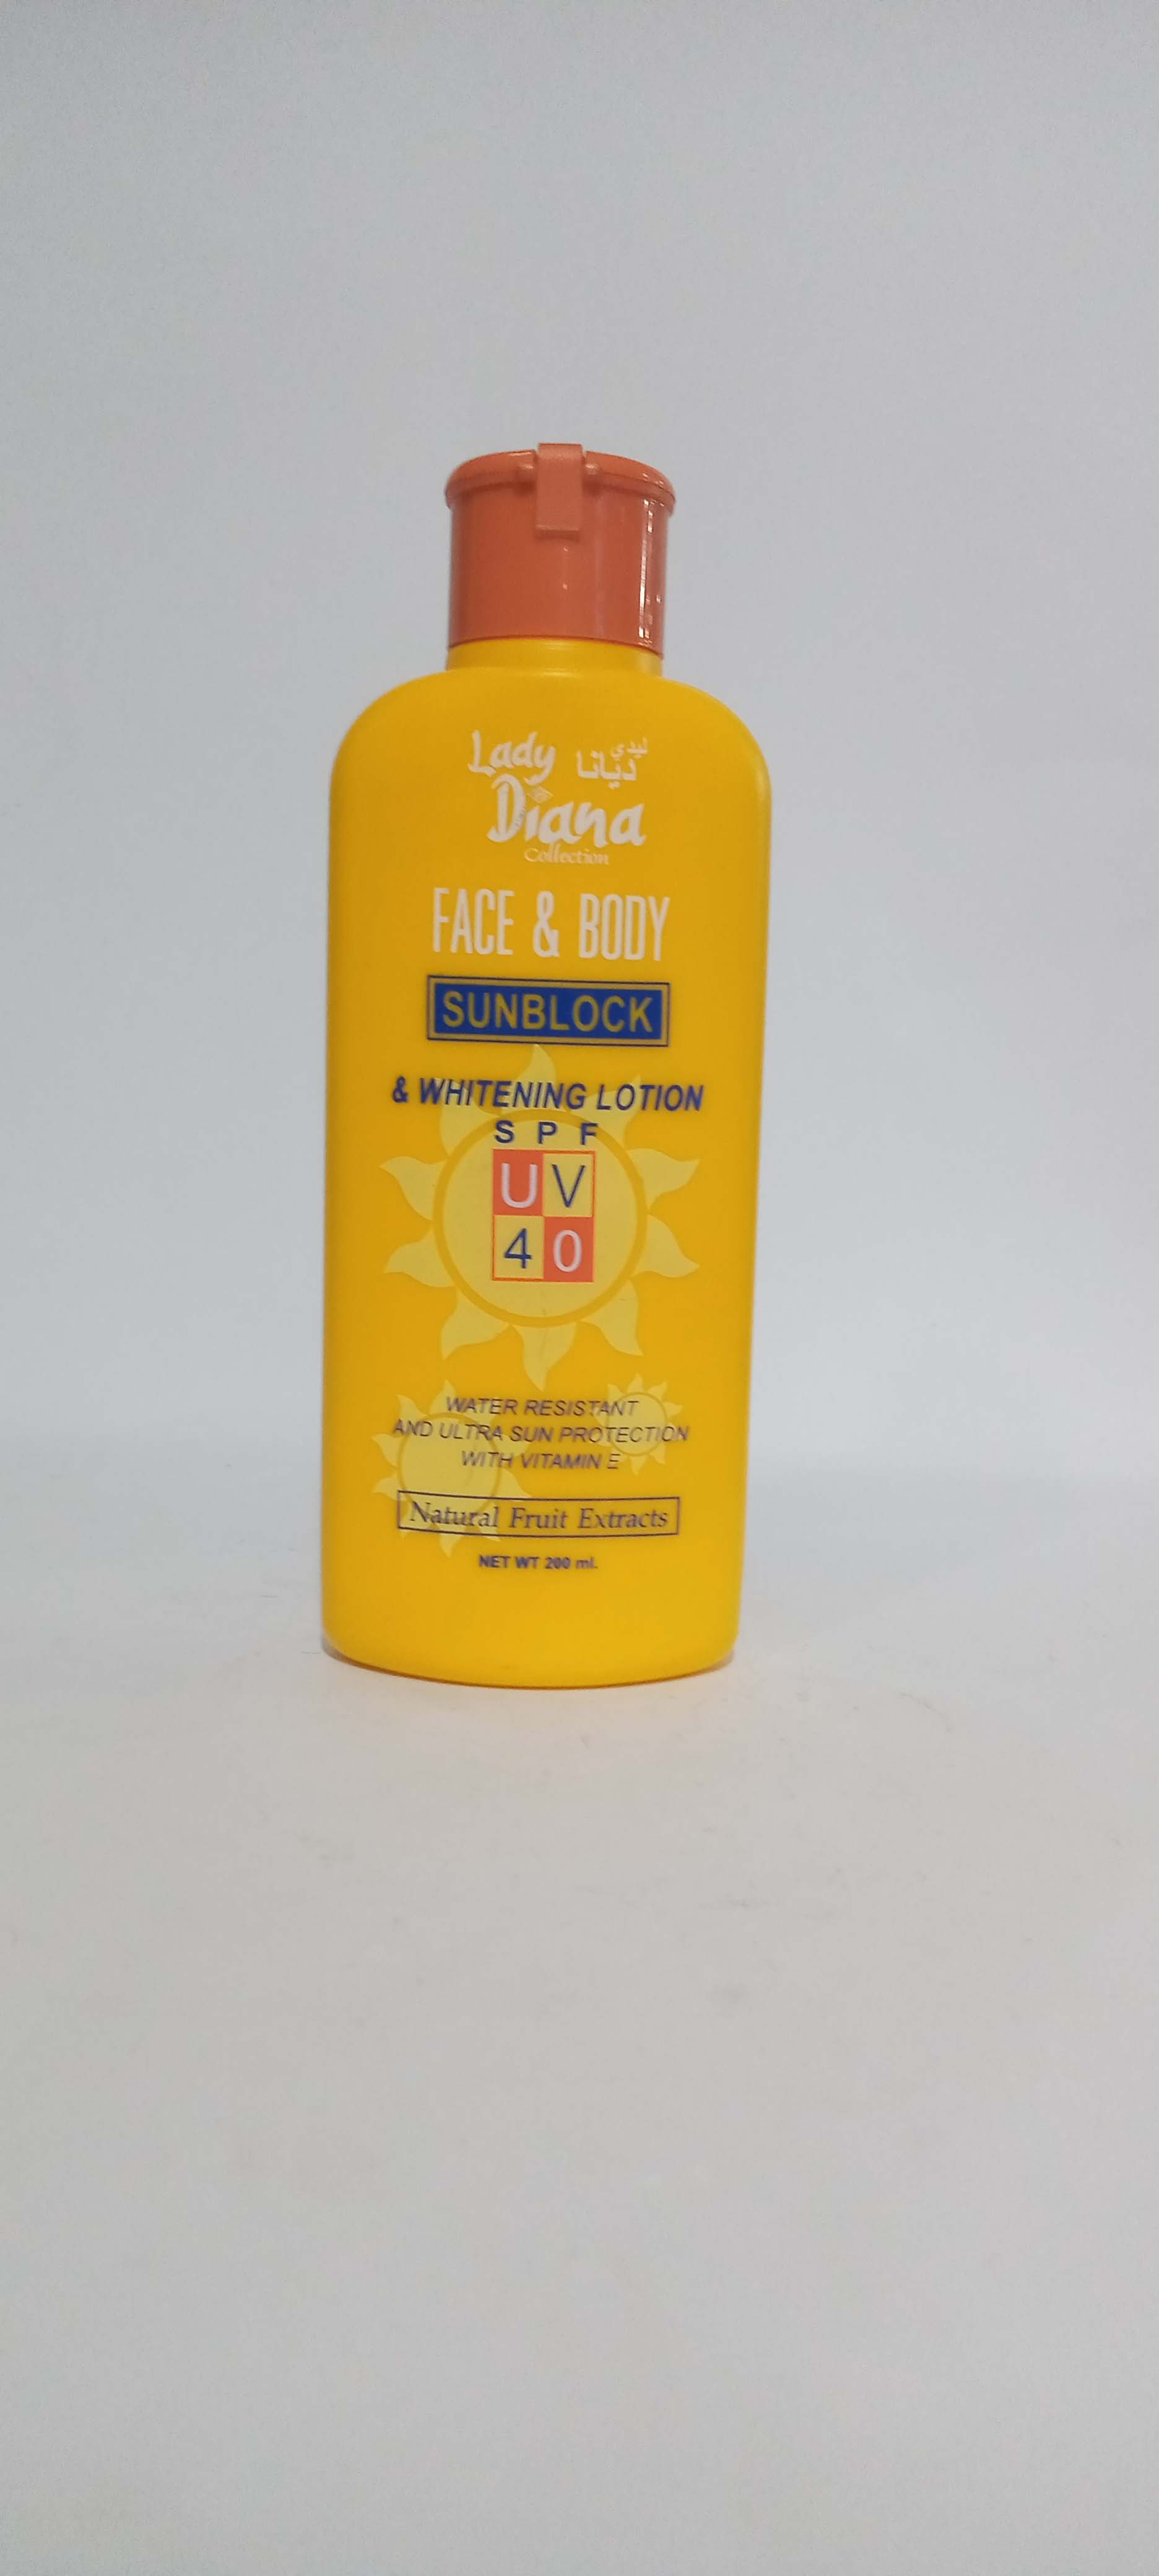 Lady ليدي
ديانا
Diana
Collection
FACE & BODY
SUNBLOCK
& WHITENING LOTION
SPF
UV
40
WATER RESISTANT
AND ULTRA SUN PROTECTION
WITH VITAMIN E
Natural Fruit Extracts
NET WT 200 ml.